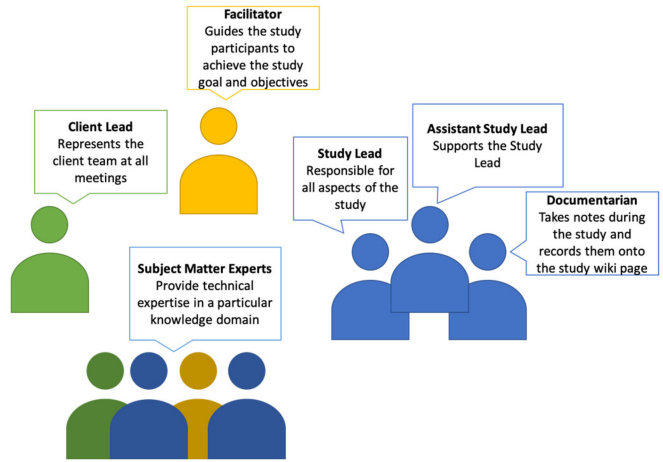 Facilitator
Guides the study
participants to
achieve the study
goal and objectives
Client Lead
Represents the
client team at all
meetings
Study Lead
Responsible for
all aspects of the
study
Assistant Study Lead
Supports the Study
Lead
Documentarian
Takes notes during
the study and
records them onto
the study wiki page
Subject Matter Experts
Provide technical
expertise in a particular
knowledge domain